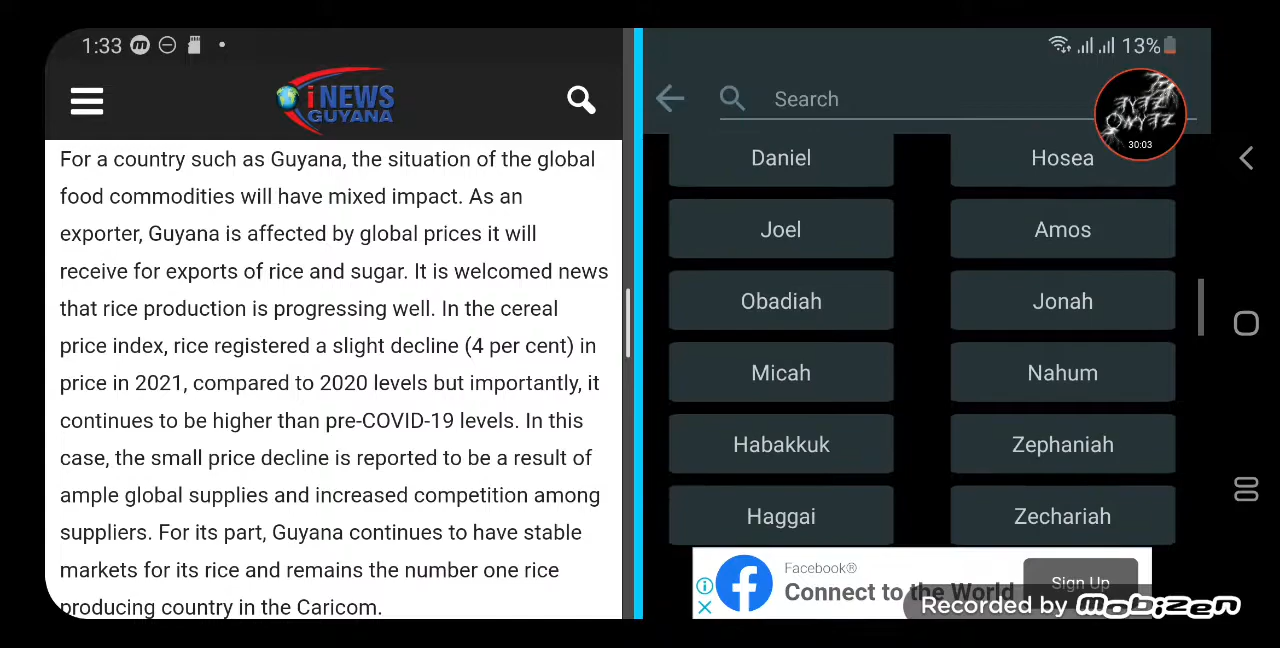 1:33
iNEWS
GUYANA
For a country such as Guyana, the situation of the global
food commodities will have mixed impact. As an
exporter, Guyana is affected by global prices it will
receive for exports of rice and sugar. It is welcomed news
that rice production is progressing well. In the cereal
price index, rice registered a slight decline (4 per cent) in
price in 2021, compared to 2020 levels but importantly, it
continues to be higher than pre-COVID-19 levels. In this
case, the small price decline is reported to be a result of
ample global supplies and increased competition among
suppliers. For its part, Guyana continues to have stable
markets for its rice and remains the number one rice
producing country in the Caricom.
13%
Search
30:03
Daniel
Hosea
Joel
Amos
Obadiah
Jonah
Micah
Nahum
Habakkuk
Zephaniah
Haggai
Zechariah
Facebook®
Connect to the World
Sign Up
Recorded by mobizen